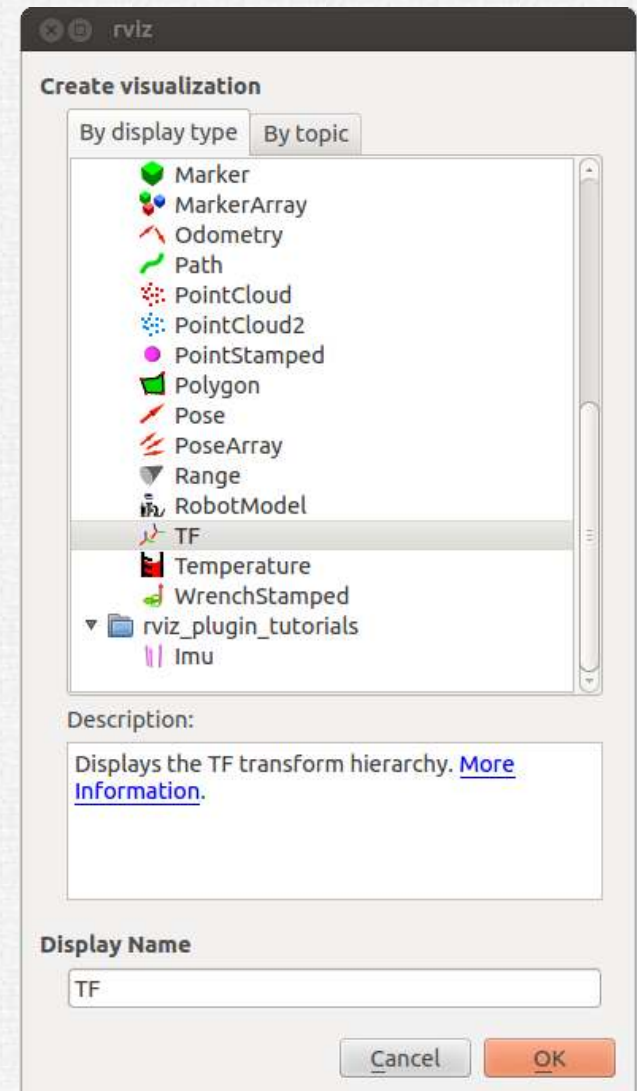 rviz
Create visualization
By display type
By topic
Marker
MarkerArray
Odometry
Path
PointCloud
PointCloud2
PointStamped
Polygon
Pose
PoseArray
Range
RobotModel
TF
Temperature
WrenchStamped
rviz_plugin_tutorials
Imu
Description:
Displays the TF transform hierarchy. More
Information.
Display Name
TF
Cancel
OK